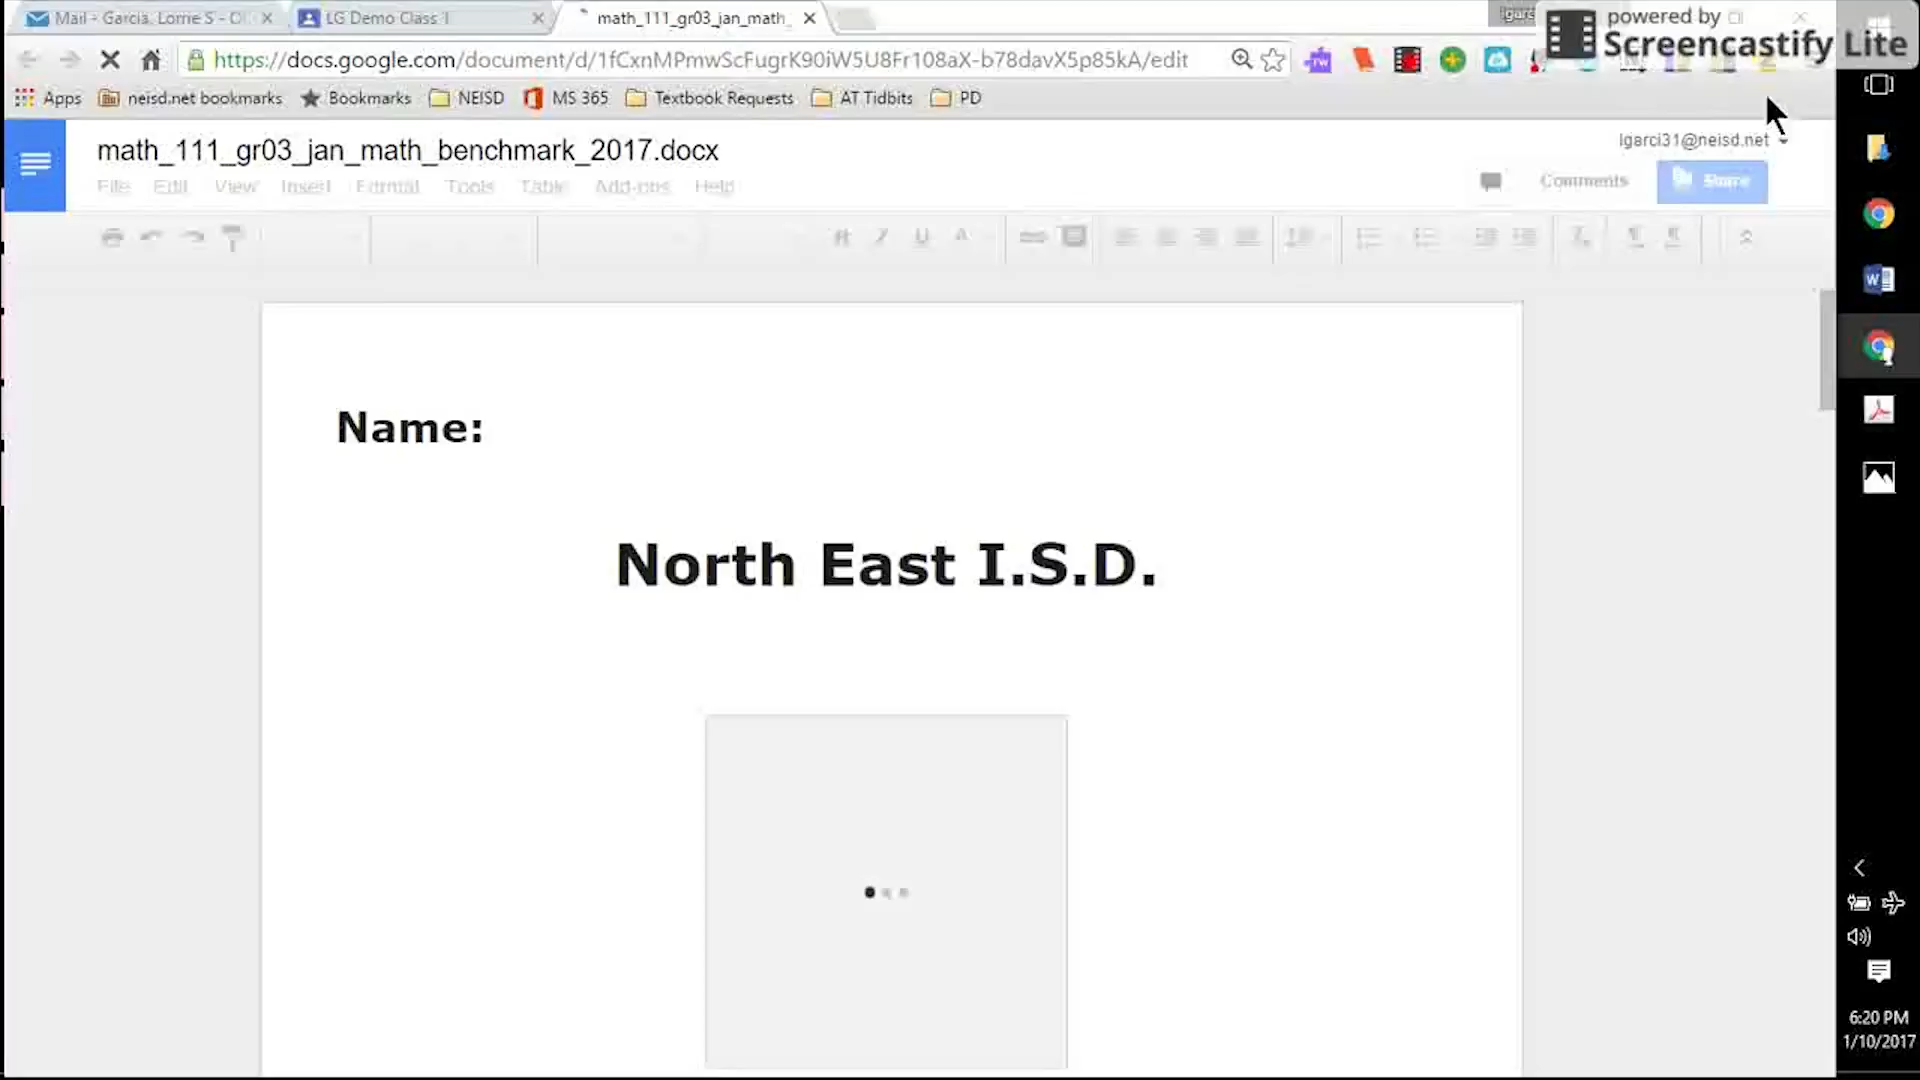 Mail - Garcia, Lorrie S - O
LG Demo Class 1
math_111_gr03_jan_math_
powered by
Screencastify Lite
https://docs.google.com/document/d/1fCxnMPmwScFugrK90iW5U8Fr108aX-b78davX5p85kA/edit
Apps
neisd.net bookmarks
Bookmarks
NEISD
MS 365
Textbook Requests
AT Tidbits
PD
math_111_gr03_jan_math_benchmark_2017.docx
lgarci31@neisd.net
File Edit View Insert Format Tools Table Add-ons Help
Comments
Share
Name:
North East I.S.D.
6:20 PM
1/10/2017